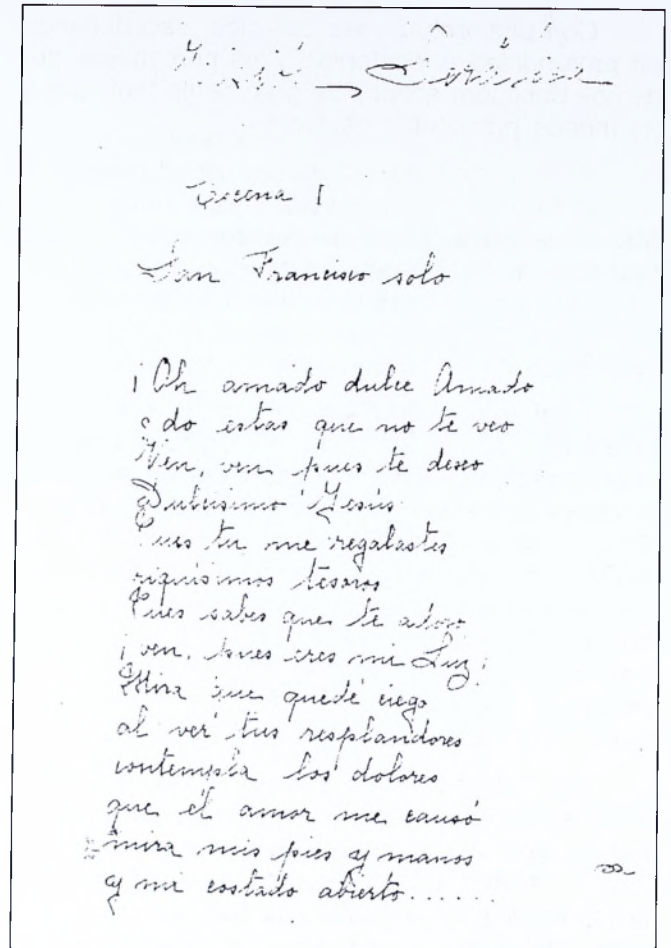 Escena I
San Francisco solo
¡Oh amado dulce Amado
do estas que no te veo
Ven, ven pues te deseo
Dulcisimo Jesús
Pues tu me regalastes
riquisimos tesoros
Pues sabes que te adoro
¡ven, pues eres mi Luz!
Mira que quedé ciego
al ver tus resplandores
contempla los dolores
que el amor me causó
mira mis pies y manos
y mi costado abierto......